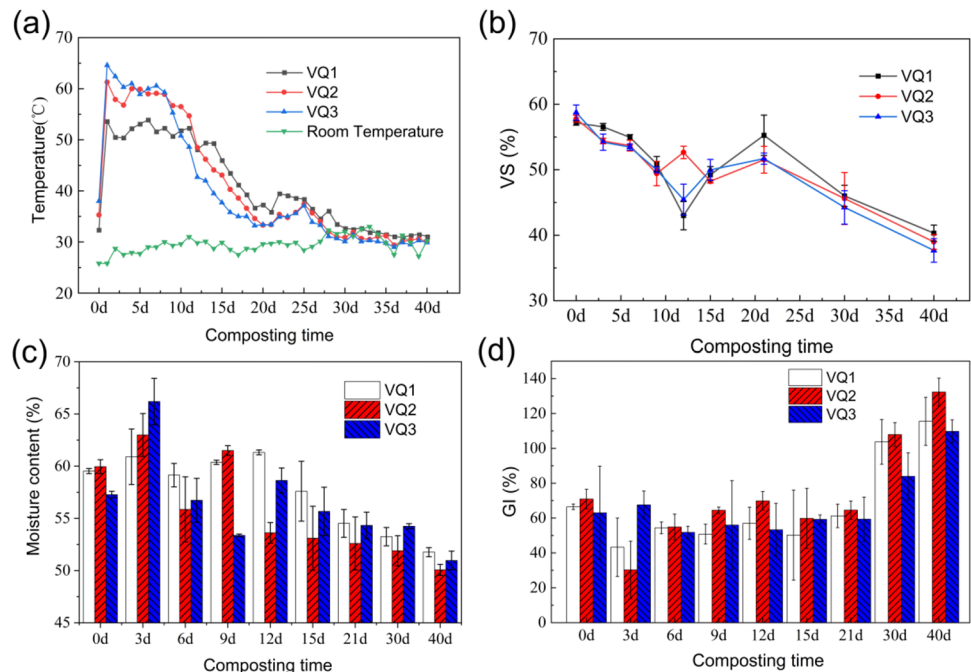 (a)
70
60
50
40
30
20
Temperature(℃)
VQ1
VQ2
VQ3
Room Temperature
0d 5d 10d 15d 20d 25d 30d 35d 40d
Composting time
(b)
70
60
50
40
30
VS (%)
VQ1
VQ2
VQ3
0d 5d 10d 15d 20d 25d 30d 35d 40d
Composting time
(c)
70
65
60
55
50
45
Moisture content (%)
VQ1
VQ2
VQ3
0d 3d 6d 9d 12d 15d 21d 30d 40d
Composting time
(d)
140
120
100
80
60
40
20
0
GI (%)
VQ1
VQ2
VQ3
0d 3d 6d 9d 12d 15d 21d 30d 40d
Composting time